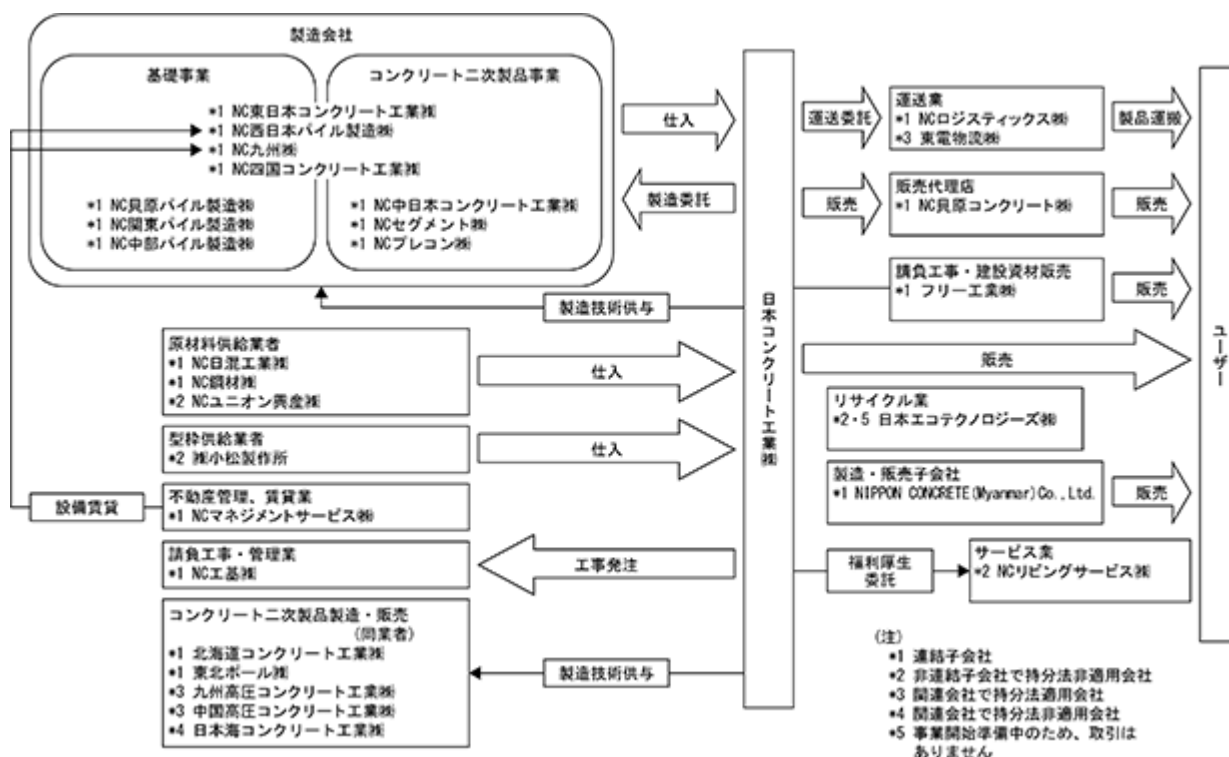 製造会社
基礎事業
コンクリート二次製品事業
*1 NC東日本コンクリート工業㈱
*1 NC西日本パイル製造㈱
*1 NC九州㈱
*1 NC四国コンクリート工業㈱
*1 NC貝原パイル製造㈱
*1 NC関東パイル製造㈱
*1 NC中部パイル製造㈱
*1 NC中日本コンクリート工業㈱
*1 NCセグメント㈱
*1 NCプレコン㈱
仕入
製造委託
製造技術供与
原材料供給業者
*1 NC日混工業㈱
*1 NC鋼材㈱
*2 NCユニオン興産㈱
仕入
型枠供給業者
*2 ㈱小松製作所
仕入
設備賃貸
不動産管理、賃貸業
*1 NCマネジメントサービス㈱
請負工事・管理業
*1 NC工基㈱
工事発注
コンクリート二次製品製造・販売
(同業者)
*1 北海道コンクリート工業㈱
*1 東北ポール㈱
*3 九州高圧コンクリート工業㈱
*3 中国高圧コンクリート工業㈱
*4 日本海コンクリート工業㈱
製造技術供与
日本コンクリート工業㈱
運送委託
運送業
*1 NCロジスティックス㈱
*3 東電物流㈱
製品運搬
販売
販売代理店
*1 NC貝原コンクリート㈱
販売
請負工事・建設資材販売
*1 フリー工業㈱
販売
販売
リサイクル業
*2・5 日本エコテクノロジーズ㈱
製造・販売子会社
*1 NIPPON CONCRETE(Myanmar)Co.,Ltd.
販売
福利厚生
委託
サービス業
*2 NCリビングサービス㈱
ユーザー
(注)
*1 連結子会社
*2 非連結子会社で持分法非適用会社
*3 関連会社で持分法適用会社
*4 関連会社で持分法非適用会社
*5 事業開始準備中のため、取引は
ありません